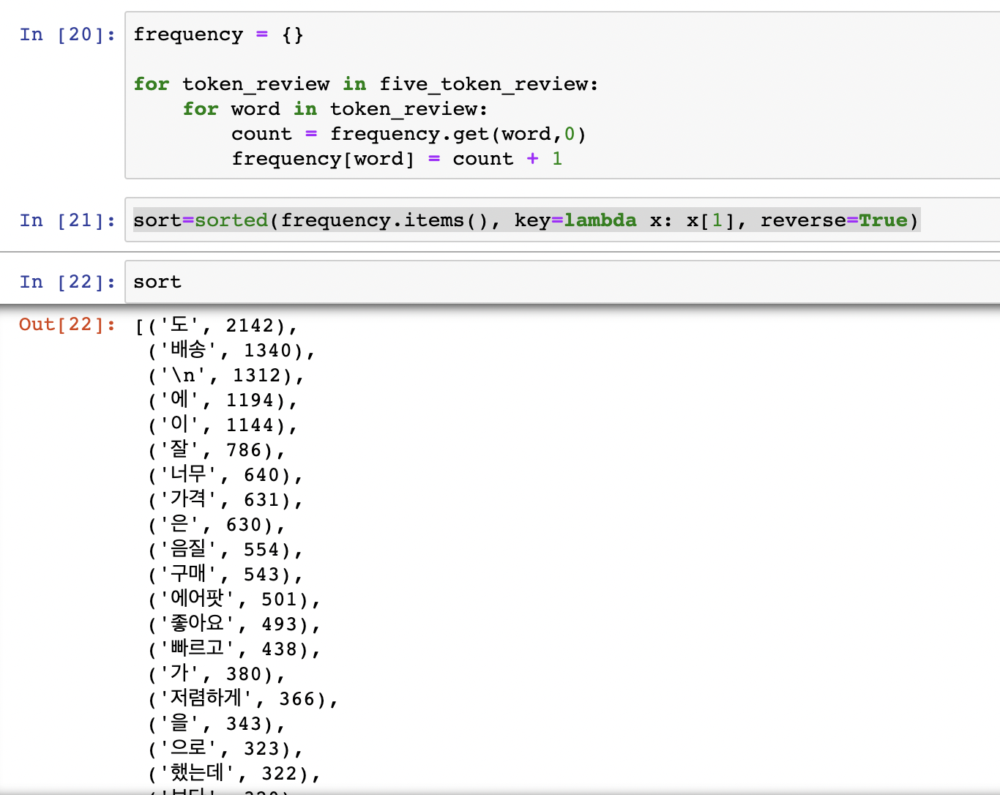 In [20]: frequency = {}
for token_review in five_token_review:
for word in token_review:
count = frequency.get(word,0)
frequency[word] = count + 1
In [21]: sort=sorted(frequency.items(), key=lambda x: x[1], reverse=True)
In [22]: sort
Out[22]: [('도', 2142),
('배송', 1340),
('\n', 1312),
('에', 1194),
('이', 1144),
('잘', 786),
('너무', 640),
('가격', 631),
('은', 630),
('음질', 554),
('구매', 543),
('에어팟', 501),
('좋아요', 493),
('빠르고', 438),
('가', 380),
('저렴하게', 366),
('을', 343),
('으로', 323),
('했는데', 322),